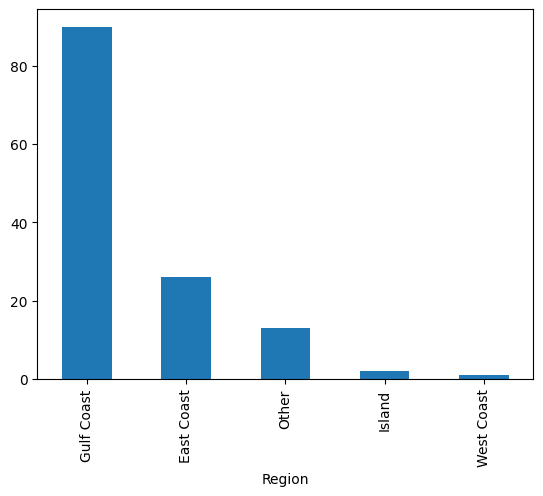 80
60
40
20
0
Gulf Coast
East Coast
Other
Island
West Coast
Region